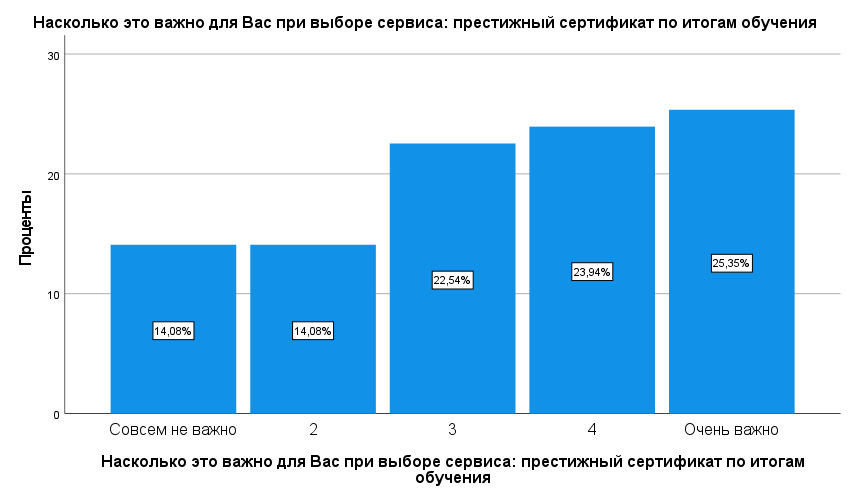 Насколько это важно для Вас при выборе сервиса: престижный сертификат по итогам обучения
30
20
10
0
Проценты
14,08%
14,08%
22,54%
23,94%
25,35%
Совсем не важно
2
3
4
Очень важно
Насколько это важно для Вас при выборе сервиса: престижный сертификат по итогам
обучения